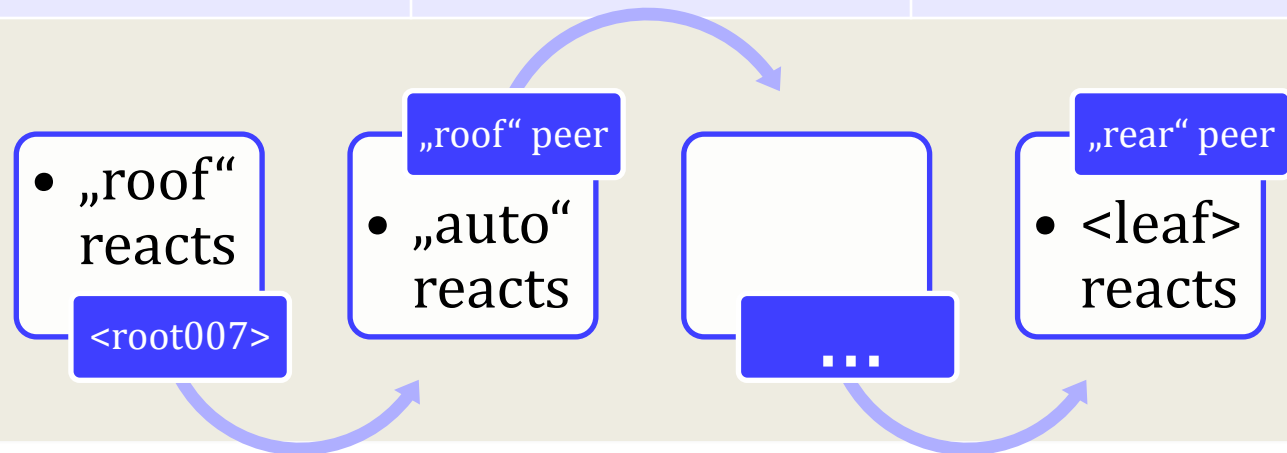 • „roof“
reacts
<root007>
„roof“ peer
• „auto“
reacts
...
„rear“ peer
• <leaf>
reacts